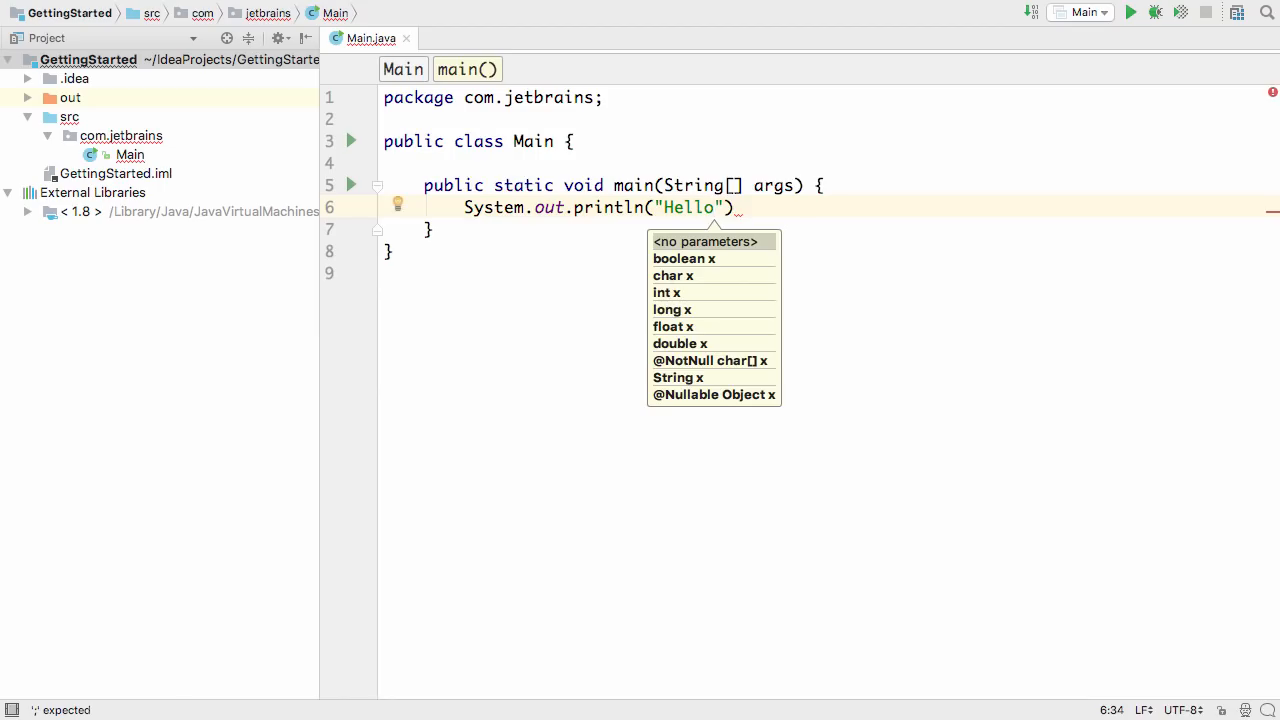 GettingStarted src com jetbrains Main
Main
Project
Main.java
GettingStarted ~/IdeaProjects/GettingStarte
.idea
out
src
com.jetbrains
Main
GettingStarted.iml
External Libraries
< 1.8 > /Library/Java/JavaVirtualMachines
Main main()
1 package com.jetbrains;
2
3 public class Main {
4
5 public static void main(String[] args) {
6 System.out.println("Hello")
7 }
8 }
9
<no parameters>
boolean x
char x
int x
long x
float x
double x
@NotNull char[] x
String x
@Nullable Object x
';' expected
6:34 LF UTF-8